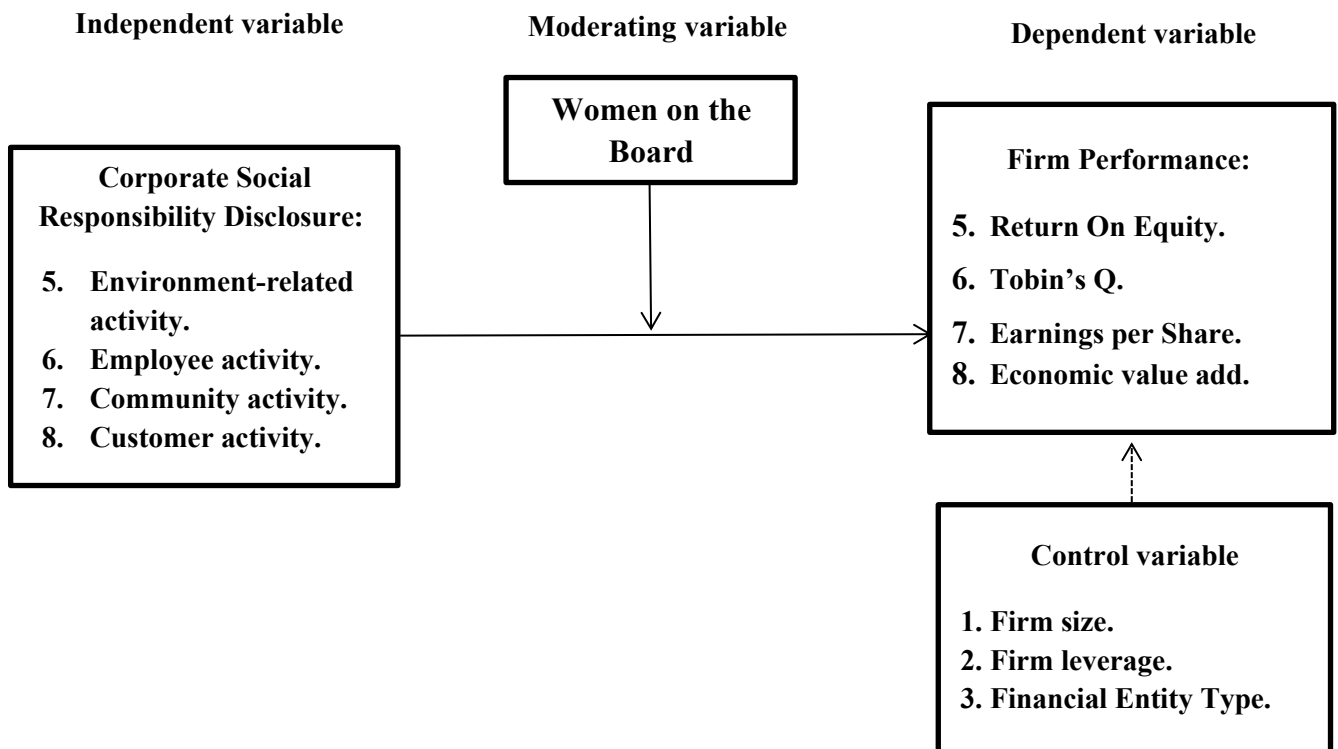 Independent variable
Moderating variable
Dependent variable
Women on the
Board
Corporate Social
Responsibility Disclosure:
5. Environment-related
activity.
6. Employee activity.
7. Community activity.
8. Customer activity.
Firm Performance:
5. Return On Equity.
6. Tobin’s Q.
7. Earnings per Share.
8. Economic value add.
Control variable
1. Firm size.
2. Firm leverage.
3. Financial Entity Type.